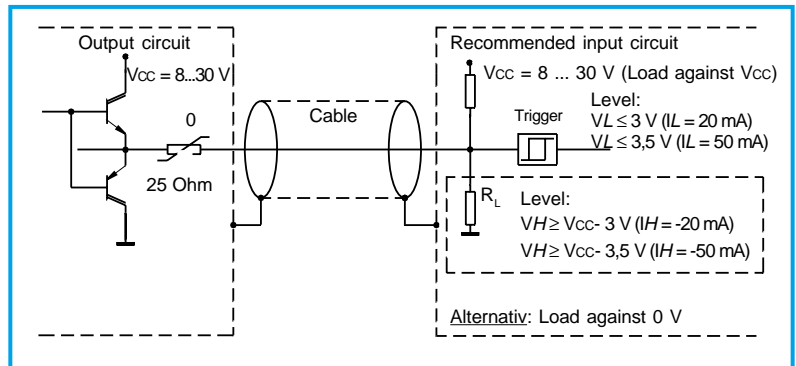 Output circuit
VCC = 8...30 V
0
25 Ohm
Cable
Recommended input circuit
VCC = 8 ... 30 V (Load against VCC)
Trigger
Level:
VL ≤ 3 V (IL = 20 mA)
VL ≤ 3,5 V (IL = 50 mA)
RL
Level:
VH ≥ VCC- 3 V (IH = -20 mA)
VH ≥ VCC- 3,5 V (IH = -50 mA)
Alternativ: Load against 0 V